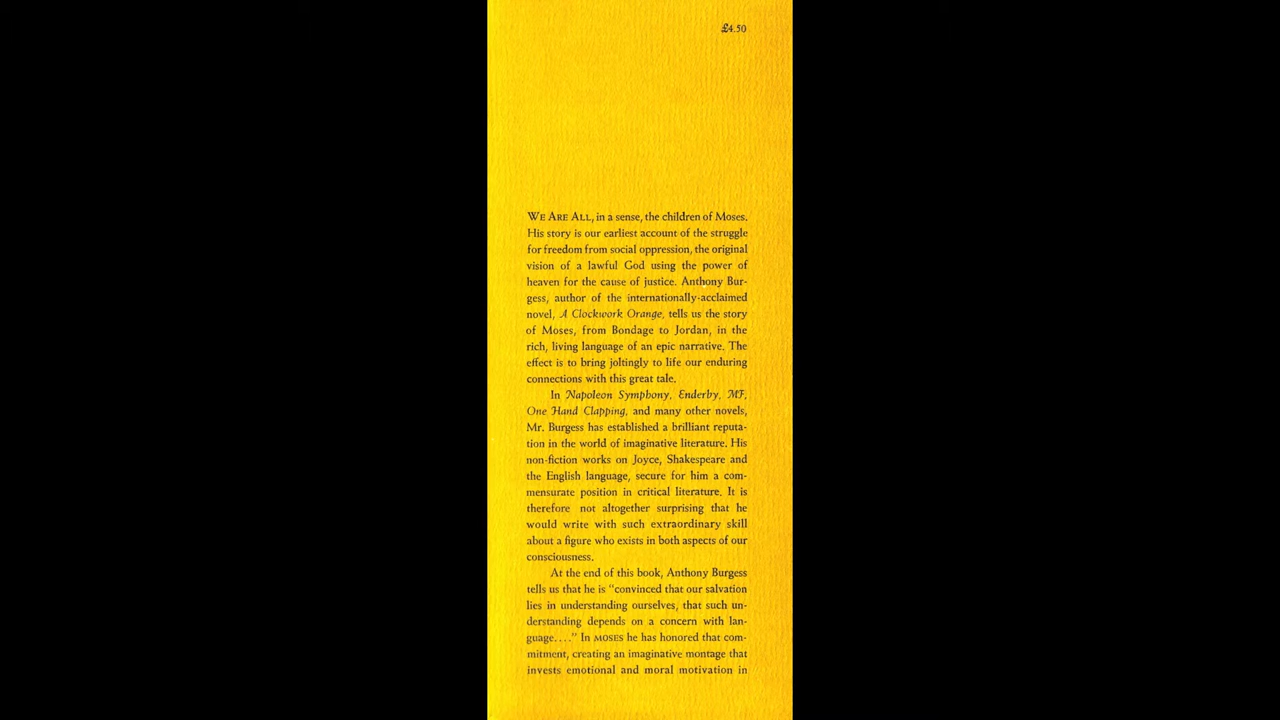 £4.50
WE ARE ALL, in a sense, the children of Moses.
His story is our earliest account of the struggle
for freedom from social oppression, the original
vision of a lawful God using the power of
heaven for the cause of justice. Anthony Bur-
gess, author of the internationally-acclaimed
novel, A Clockwork Orange, tells us the story
of Moses, from Bondage to Jordan, in the
rich, living language of an epic narrative. The
effect is to bring joltingly to life our enduring
connections with this great tale.
In Napoleon Symphony, Enderby, MF,
One Hand Clapping, and many other novels,
Mr. Burgess has established a brilliant reputa-
tion in the world of imaginative literature. His
non-fiction works on Joyce, Shakespeare and
the English language, secure for him a com-
mensurate position in critical literature. It is
therefore not altogether surprising that he
would write with such extraordinary skill
about a figure who exists in both aspects of our
consciousness.
At the end of this book, Anthony Burgess
tells us that he is "convinced that our salvation
lies in understanding ourselves, that such un-
derstanding depends on a concern with lan-
guage...." In MOSES he has honored that com-
mitment, creating an imaginative montage that
invests emotional and moral motivation in